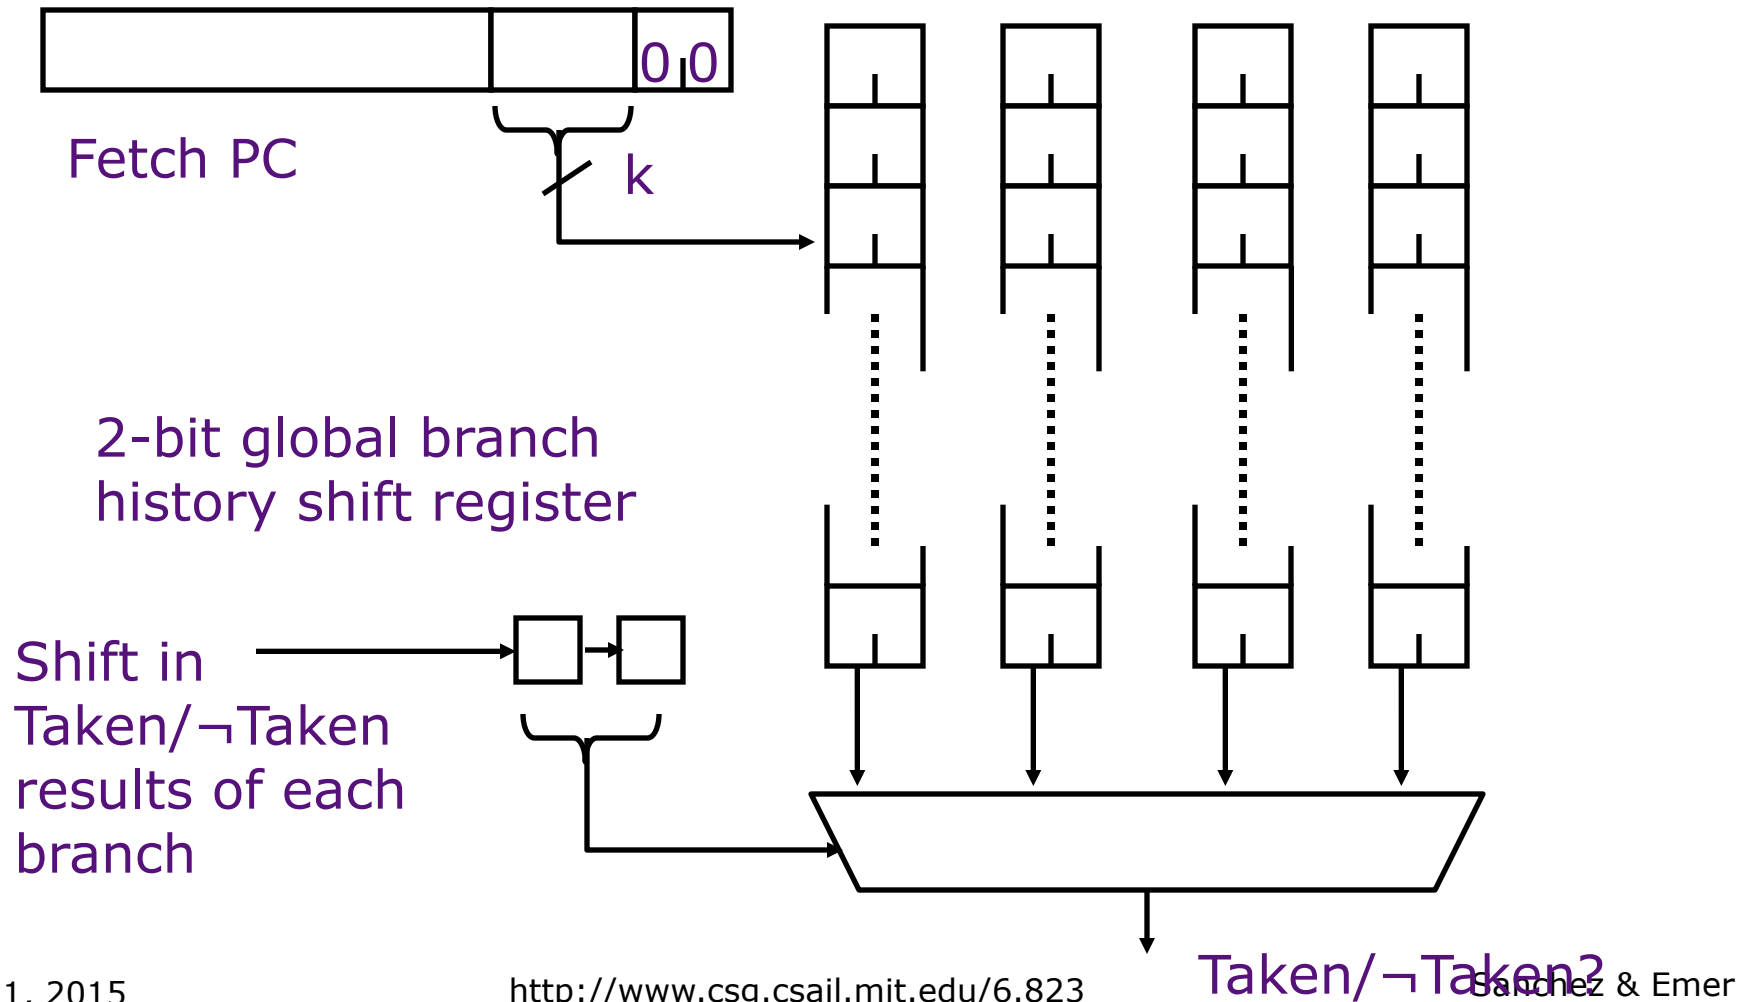 0 0
Fetch PC
k
2-bit global branch
history shift register
Shift in
Taken/¬Taken
results of each
branch
Taken/¬Taken?
1, 2015
http://www.csg.csail.mit.edu/6.823
Sanchez & Emer